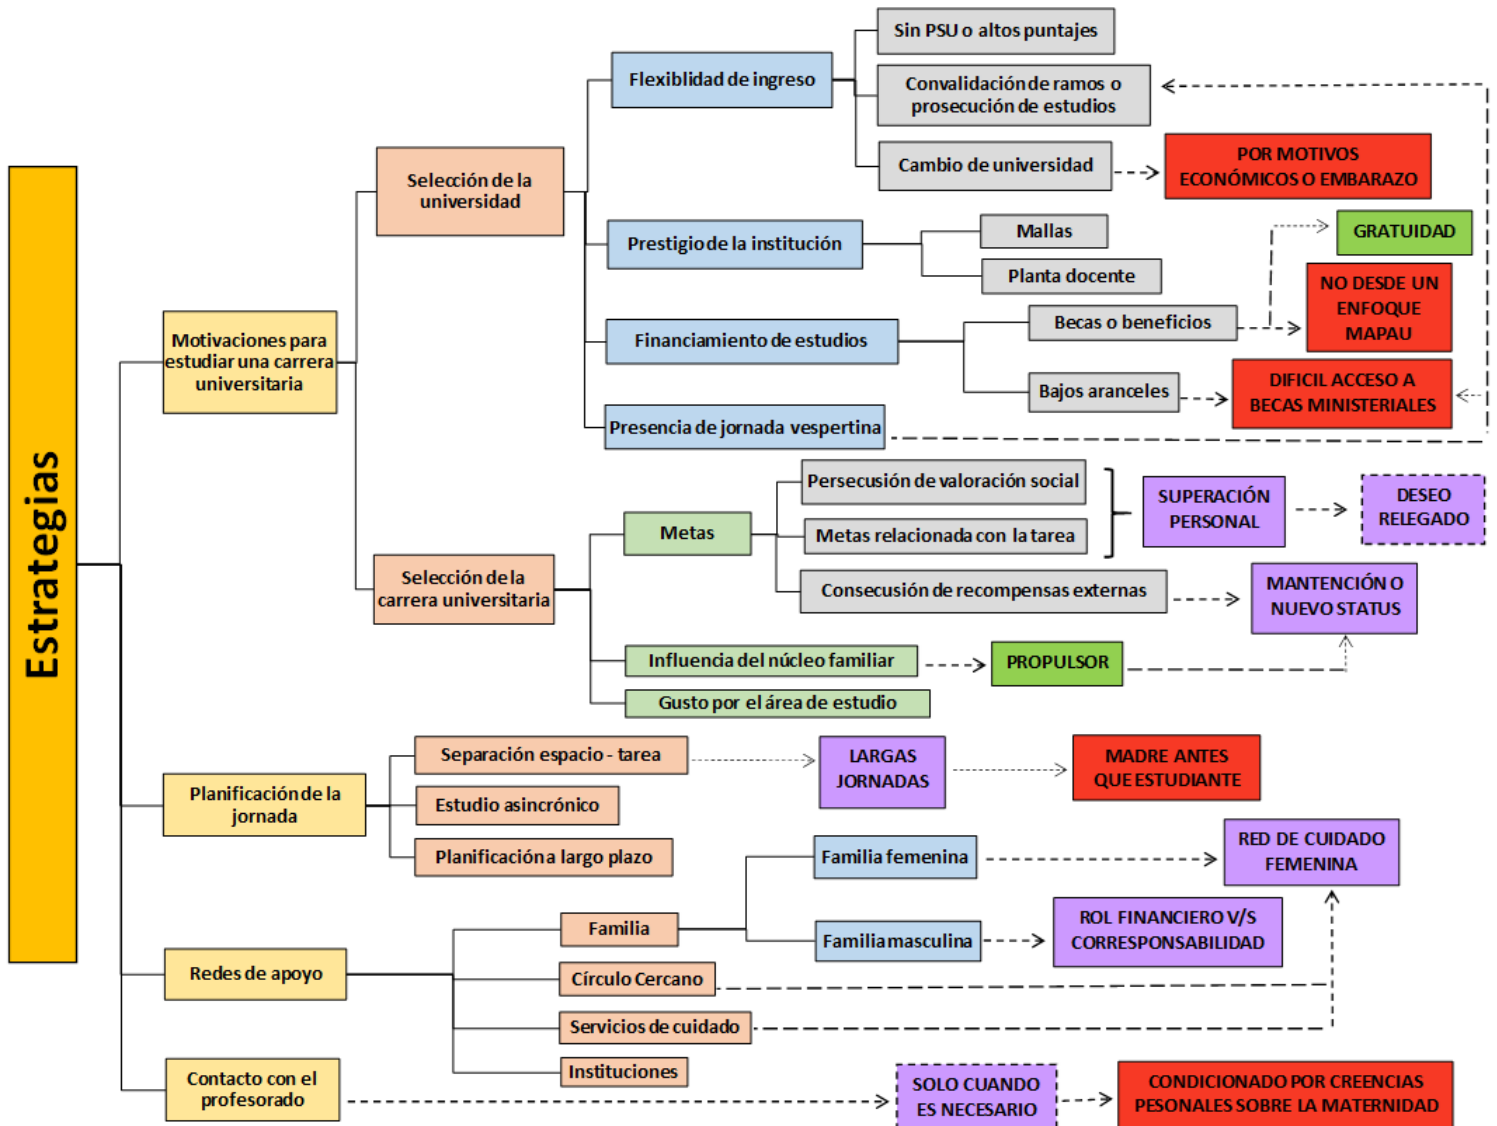 Estrategias
Motivaciones para
estudiar una carrera
universitaria
Selección de la
universidad
Flexiblidad de ingreso
Sin PSU o altos puntajes
Convalidación de ramos o
prosecución de estudios
Cambio de universidad
POR MOTIVOS
ECONÓMICOS O EMBARAZO
Prestigio de la institución
Mallas
Planta docente
Financiamiento de estudios
Becas o beneficios
GRATUIDAD
NO DESDE UN
ENFOQUE
MAPAU
Bajos aranceles
DIFICIL ACCESO A
BECAS MINISTERIALES
Presencia de jornada vespertina
Selección de la
carrera universitaria
Metas
Persecusión de valoración social
Metas relacionada con la tarea
SUPERACIÓN
PERSONAL
DESEO
RELEGADO
Consecusión de recompensas externas
MANTENCIÓN O
NUEVO STATUS
Influencia del núcleo familiar
PROPULSOR
Gusto por el área de estudio
Planificación de la
jornada
Separación espacio - tarea
LARGAS
JORNADAS
MADRE ANTES
QUE ESTUDIANTE
Estudio asincrónico
Planificación a largo plazo
Redes de apoyo
Familia
Familia femenina
RED DE CUIDADO
FEMENINA
Familia masculina
ROL FINANCIERO V/S
CORRESPONSABILIDAD
Círculo Cercano
Servicios de cuidado
Instituciones
Contacto con el
profesorado
SOLO CUANDO
ES NECESARIO
CONDICIONADO POR CREENCIAS
PESONALES SOBRE LA MATERNIDAD